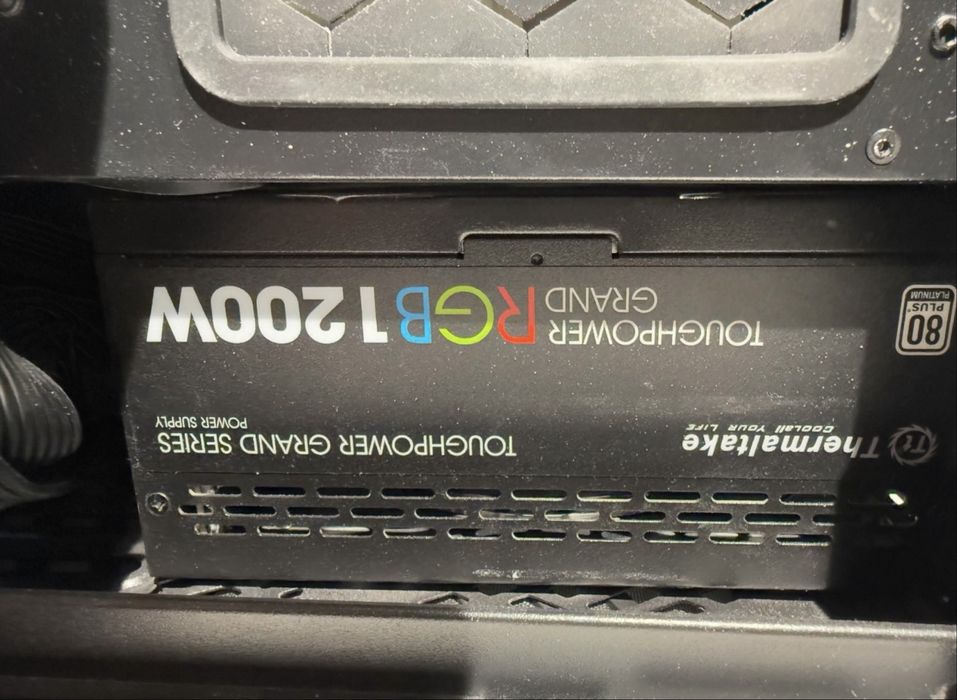 Thermaltake
COOLall YOUR LIFE
TOUGHPOWER GRAND SERIES
POWER SUPPLY
80
PLUS
PLATINUM
TOUGHPOWER GRAND RGB 1200W